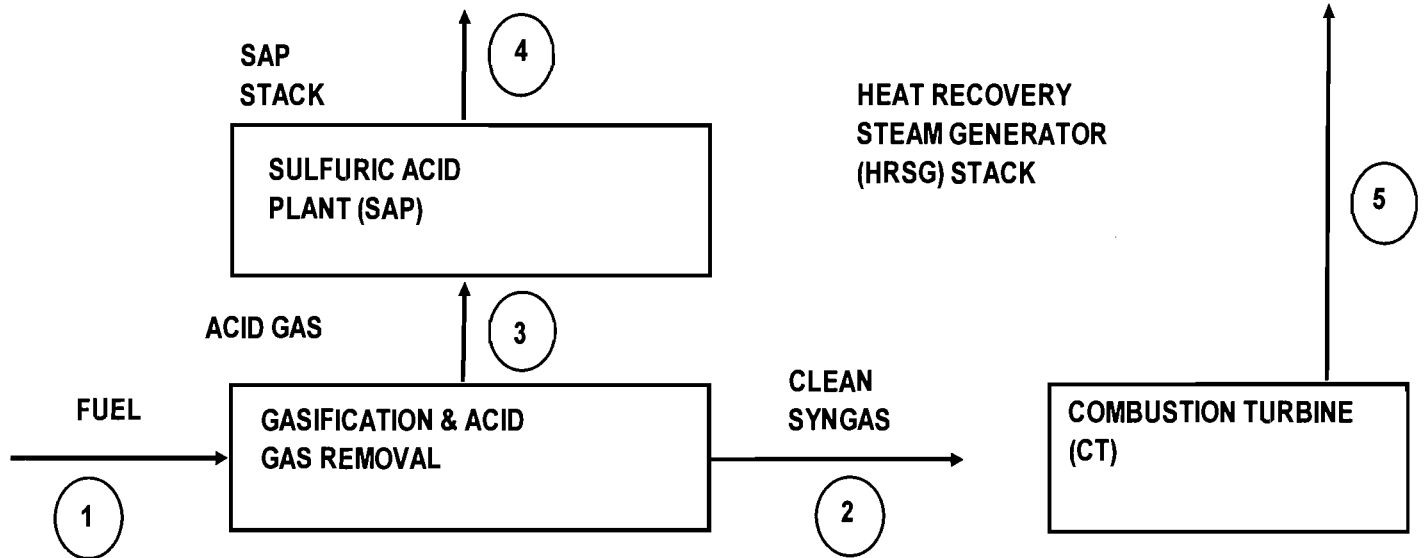 SAP
STACK
4
HEAT RECOVERY
STEAM GENERATOR
(HRSG) STACK
SULFURIC ACID
PLANT (SAP)
5
ACID GAS
3
CLEAN
SYNGAS
FUEL
GASIFICATION & ACID
GAS REMOVAL
COMBUSTION TURBINE
(CT)
1
2